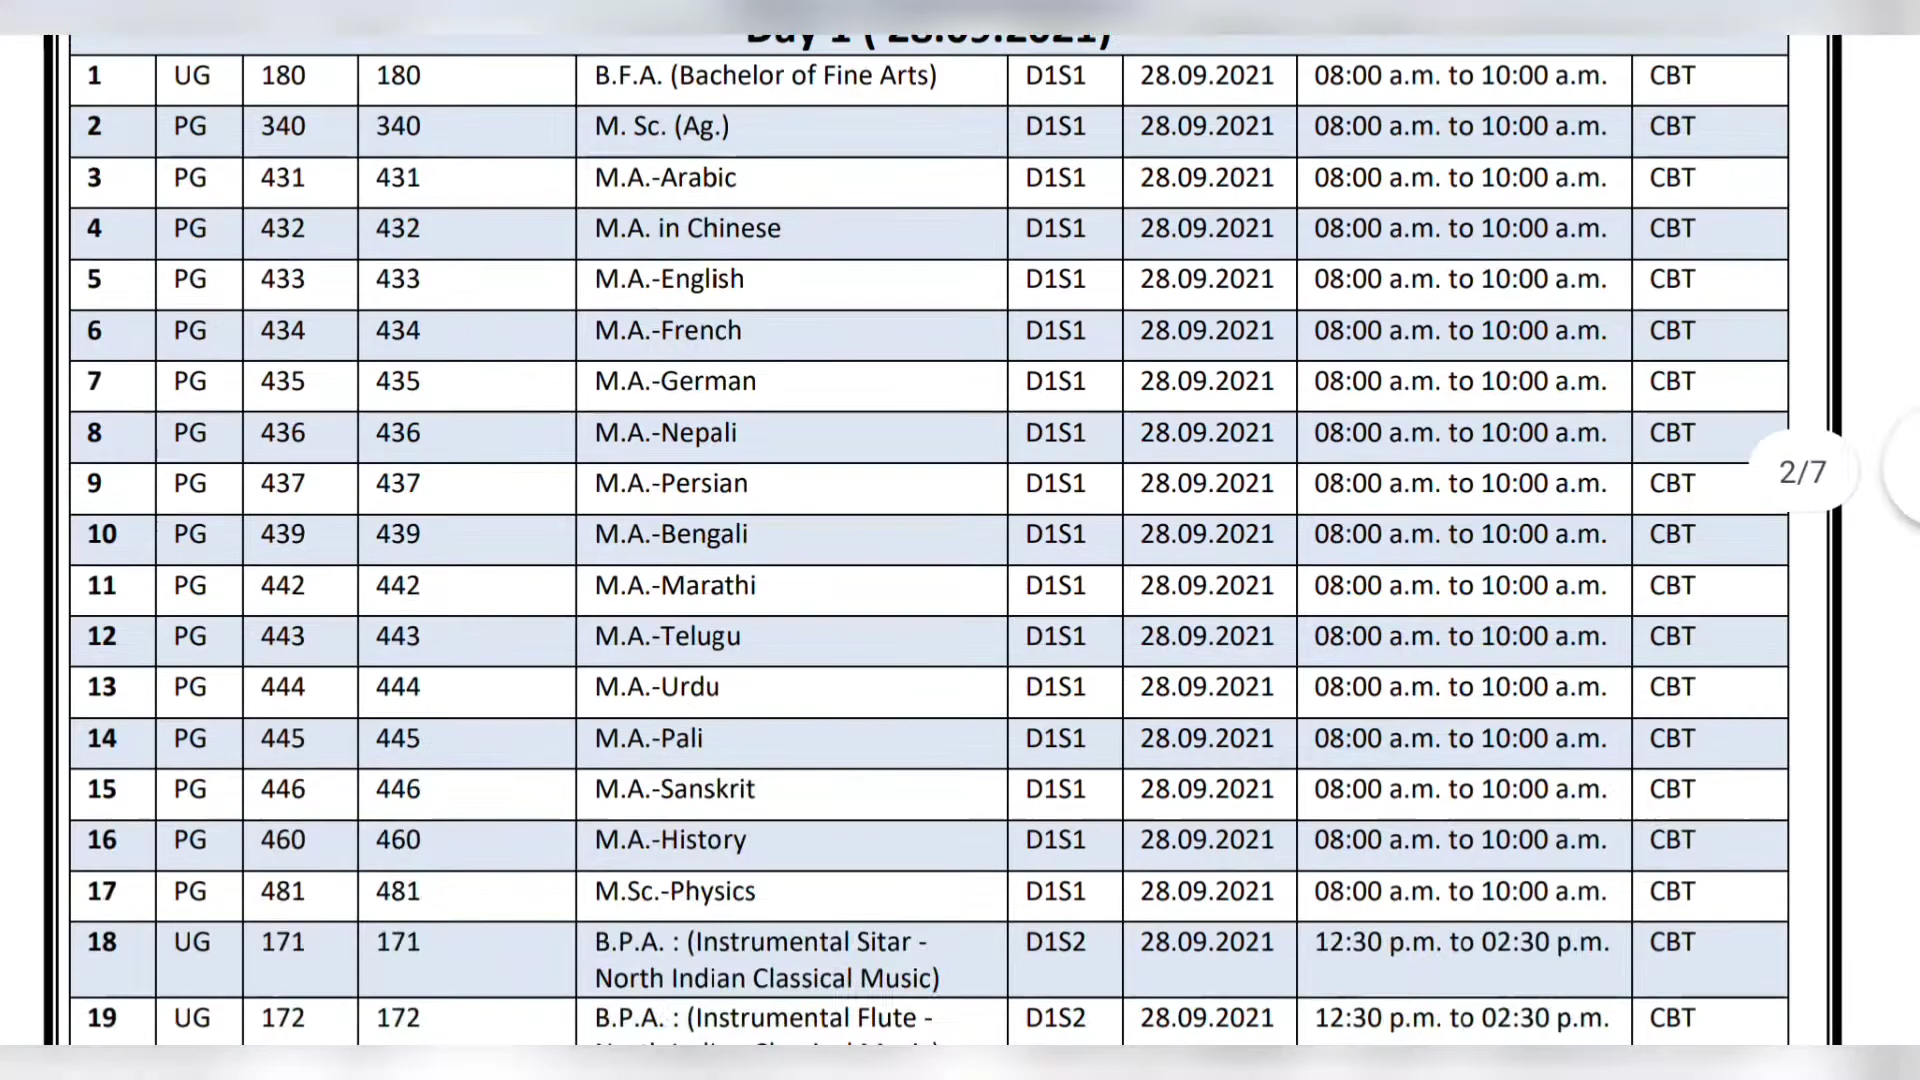 Day 1 ( 28.09.2021)
1 UG 180 180 B.F.A. (Bachelor of Fine Arts) D1S1 28.09.2021 08:00 a.m. to 10:00 a.m. CBT
2 PG 340 340 M. Sc. (Ag.) D1S1 28.09.2021 08:00 a.m. to 10:00 a.m. CBT
3 PG 431 431 M.A.-Arabic D1S1 28.09.2021 08:00 a.m. to 10:00 a.m. CBT
4 PG 432 432 M.A. in Chinese D1S1 28.09.2021 08:00 a.m. to 10:00 a.m. CBT
5 PG 433 433 M.A.-English D1S1 28.09.2021 08:00 a.m. to 10:00 a.m. CBT
6 PG 434 434 M.A.-French D1S1 28.09.2021 08:00 a.m. to 10:00 a.m. CBT
7 PG 435 435 M.A.-German D1S1 28.09.2021 08:00 a.m. to 10:00 a.m. CBT
8 PG 436 436 M.A.-Nepali D1S1 28.09.2021 08:00 a.m. to 10:00 a.m. CBT
2/7
9 PG 437 437 M.A.-Persian D1S1 28.09.2021 08:00 a.m. to 10:00 a.m. CBT
10 PG 439 439 M.A.-Bengali D1S1 28.09.2021 08:00 a.m. to 10:00 a.m. CBT
11 PG 442 442 M.A.-Marathi D1S1 28.09.2021 08:00 a.m. to 10:00 a.m. CBT
12 PG 443 443 M.A.-Telugu D1S1 28.09.2021 08:00 a.m. to 10:00 a.m. CBT
13 PG 444 444 M.A.-Urdu D1S1 28.09.2021 08:00 a.m. to 10:00 a.m. CBT
14 PG 445 445 M.A.-Pali D1S1 28.09.2021 08:00 a.m. to 10:00 a.m. CBT
15 PG 446 446 M.A.-Sanskrit D1S1 28.09.2021 08:00 a.m. to 10:00 a.m. CBT
16 PG 460 460 M.A.-History D1S1 28.09.2021 08:00 a.m. to 10:00 a.m. CBT
17 PG 481 481 M.Sc.-Physics D1S1 28.09.2021 08:00 a.m. to 10:00 a.m. CBT
18 UG 171 171 B.P.A. : (Instrumental Sitar - D1S2 28.09.2021 12:30 p.m. to 02:30 p.m. CBT
North Indian Classical Music)
19 UG 172 172 B.P.A. : (Instrumental Flute - D1S2 28.09.2021 12:30 p.m. to 02:30 p.m. CBT